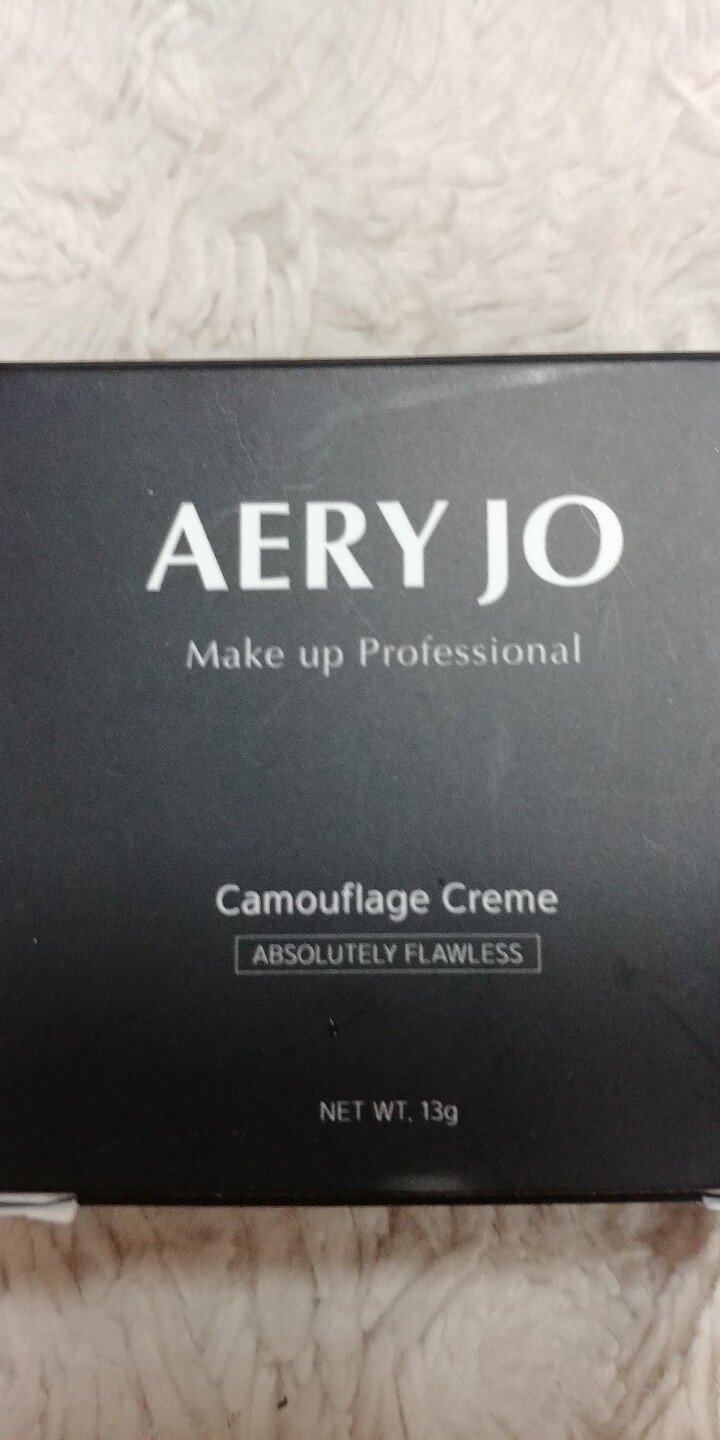 AERY JO
Make up Professional
Camouflage Creme
ABSOLUTELY FLAWLESS
NET WT. 13g